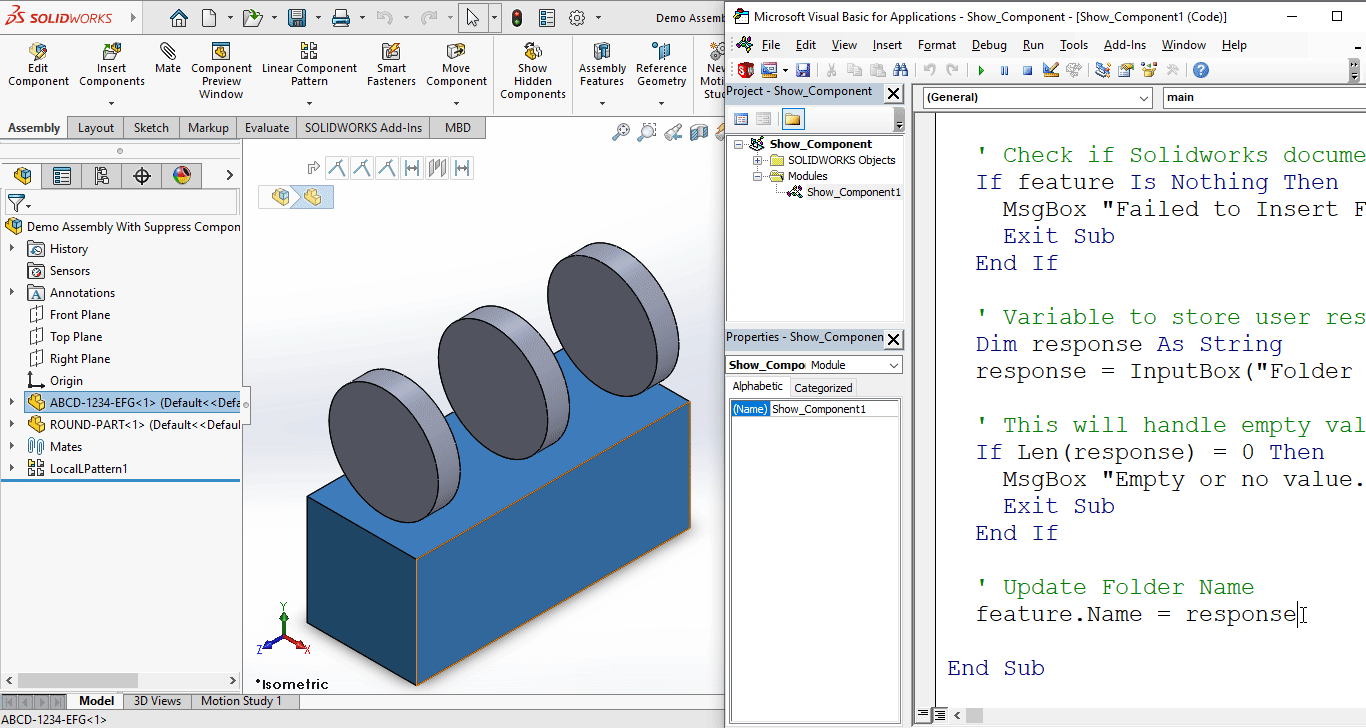 SOLIDWORKS
Demo Assemb
Edit Component
Insert Components
Mate
Component Preview Window
Linear Component Pattern
Smart Fasteners
Move Component
Show Hidden Components
Assembly Features
Reference Geometry
New
Moti
Stu
Assembly
Layout
Sketch
Markup
Evaluate
SOLIDWORKS Add-Ins
MBD
Demo Assembly With Suppress Compon
History
Sensors
Annotations
Front Plane
Top Plane
Right Plane
Origin
ABCD-1234-EFG<1> (Default<<Defa
ROUND-PART<1> (Default<<Defaul
Mates
LocalLPattern1
Y
Z
X
*Isometric
Model
3D Views
Motion Study 1
ABCD-1234-EFG<1>
Microsoft Visual Basic for Applications - Show_Component - [Show_Component1 (Code)]
File Edit View Insert Format Debug Run Tools Add-Ins Window Help
Project - Show_Component
Show_Component
SOLIDWORKS Objects
Modules
Show_Component1
Properties - Show_Componen
Show_Compo Module
Alphabetic
Categorized
(Name) Show_Component1
(General)
main
' Check if Solidworks docume
If feature Is Nothing Then
MsgBox "Failed to Insert F
Exit Sub
End If
' Variable to store user res
Dim response As String
response = InputBox("Folder
' This will handle empty val
If Len(response) = 0 Then
MsgBox "Empty or no value.
Exit Sub
End If
' Update Folder Name
feature.Name = response
End Sub